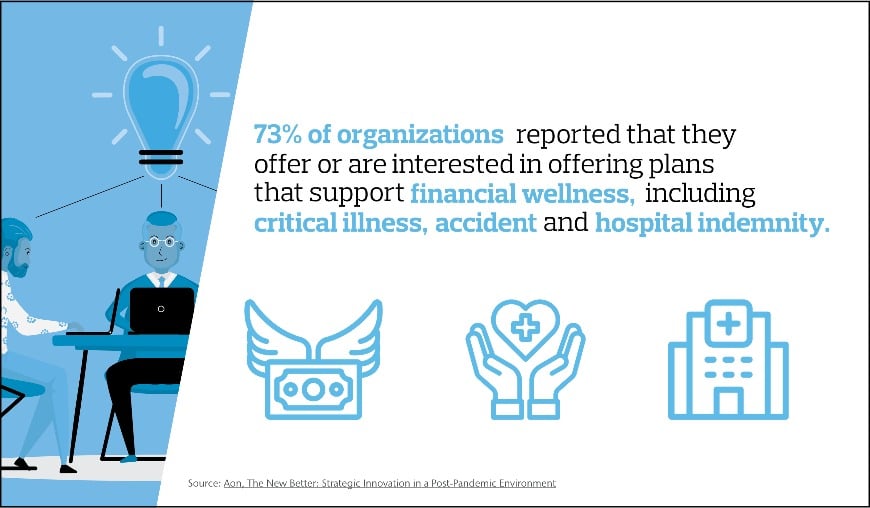 73% of organizations reported that they
offer or are interested in offering plans
that support financial wellness, including
critical illness, accident and hospital indemnity.
Source: Aon, The New Better: Strategic Innovation in a Post-Pandemic Environment